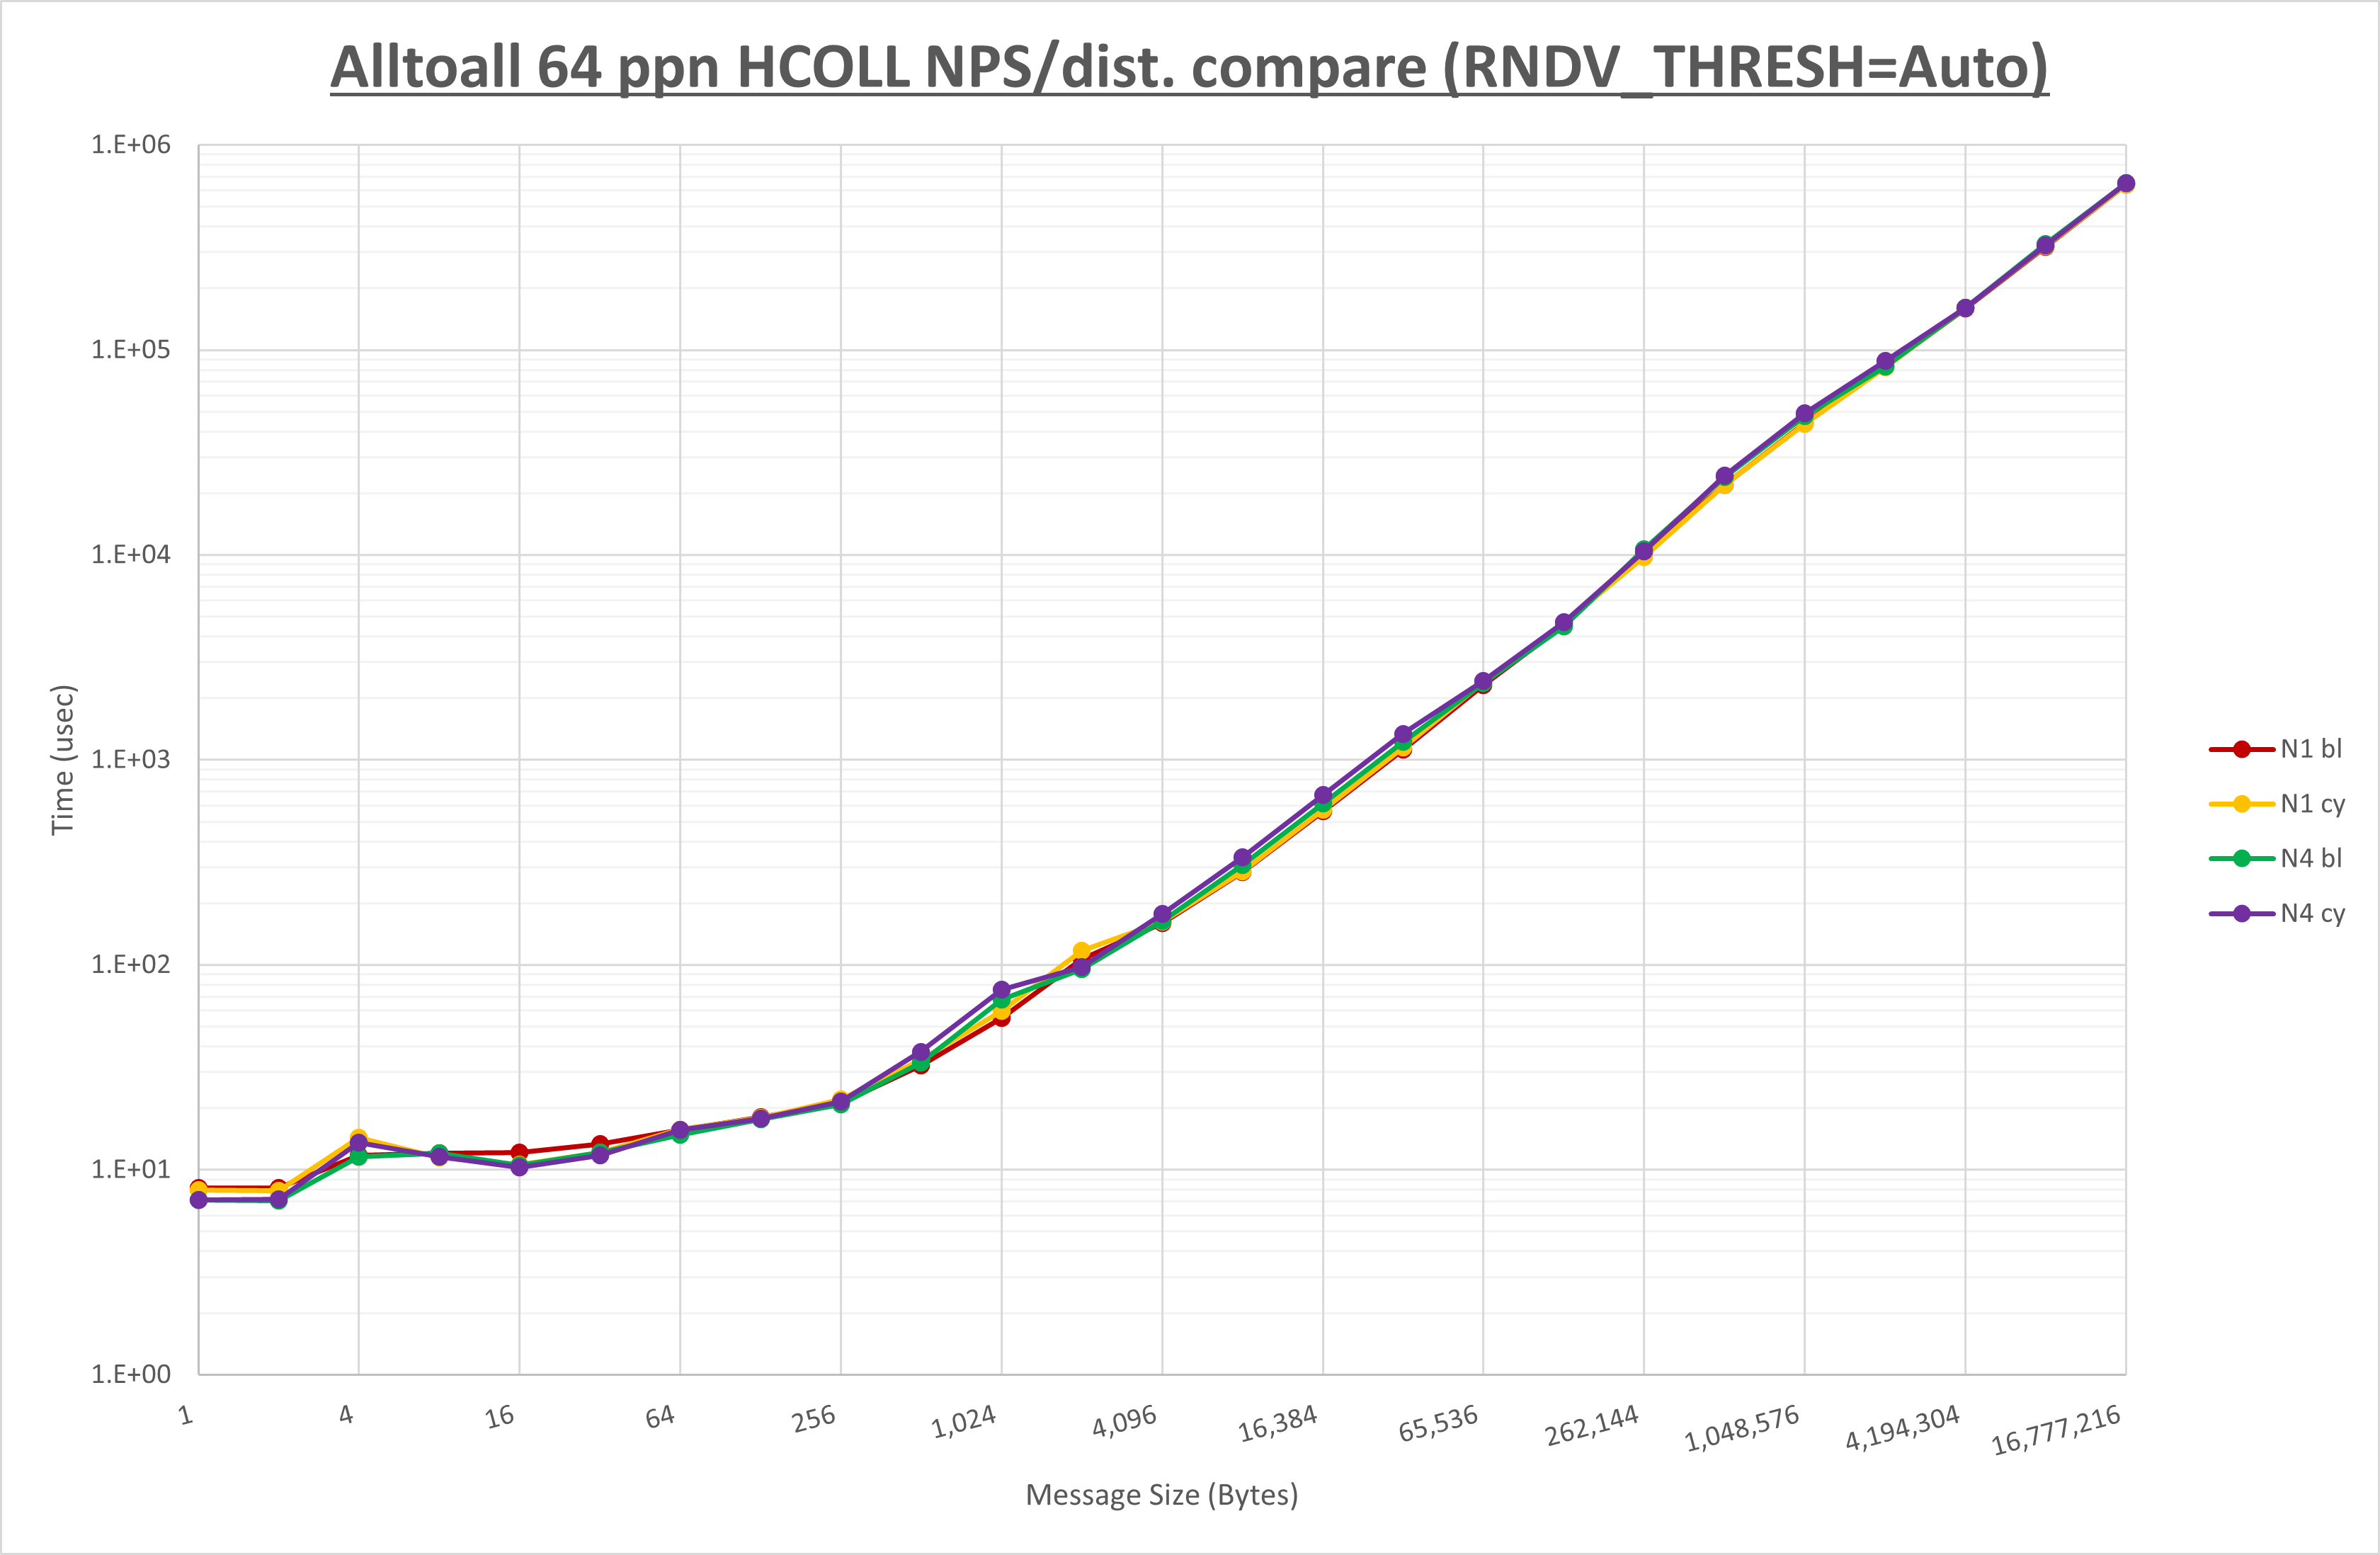 Alltoall 64 ppn HCOLL NPS/dist. compare (RNDV_THRESH=Auto)
1.E+06
1.E+05
1.E+04
1.E+03
1.E+02
1.E+01
1.E+00
Time (usec)
1
4
16
64
256
1,024
4,096
16,384
65,536
262,144
1,048,576
4,194,304
16,777,216
Message Size (Bytes)
N1 bl
N1 cy
N4 bl
N4 cy